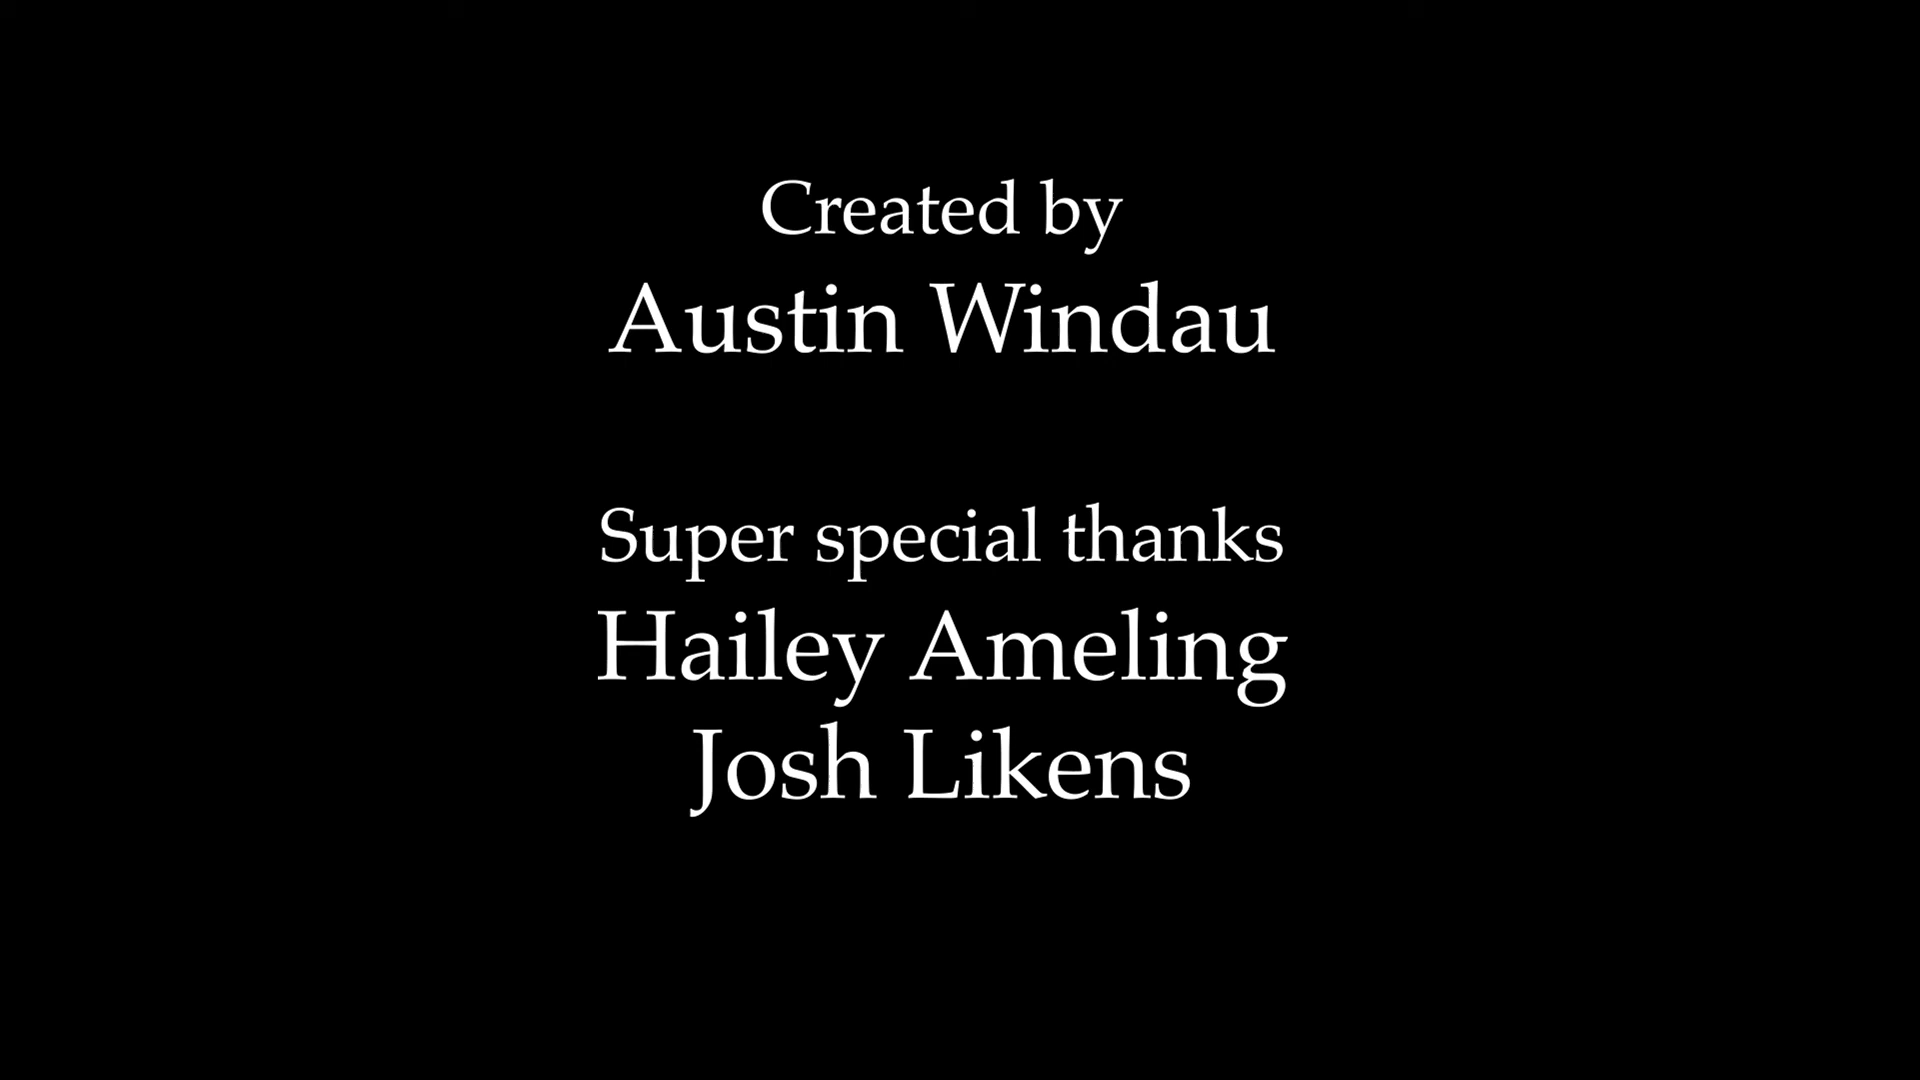 Created by
Austin Windau
Super special thanks
Hailey Ameling
Josh Likens